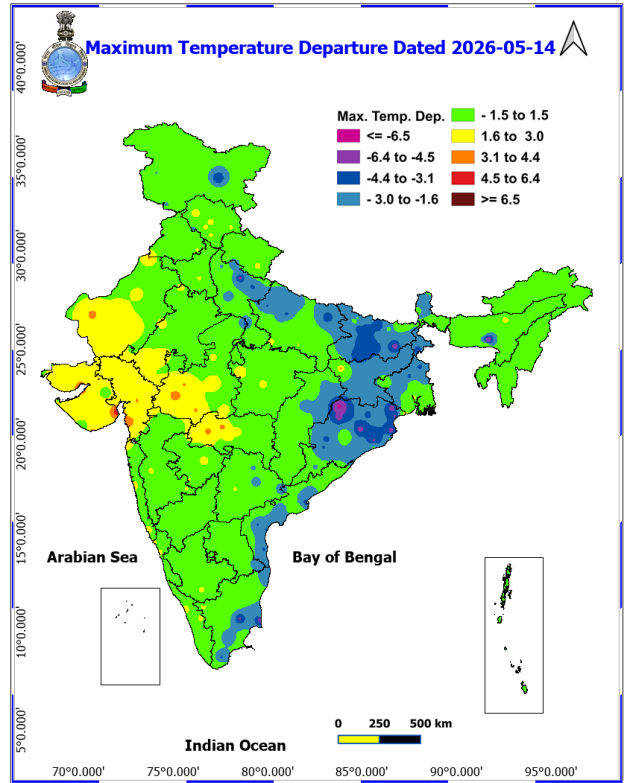 Maximum Temperature Departure Dated 2026-05-14
Max. Temp. Dep.
<= -6.5
-6.4 to -4.5
-4.4 to -3.1
- 3.0 to -1.6
- 1.5 to 1.5
1.6 to 3.0
3.1 to 4.4
4.5 to 6.4
>= 6.5
40°0.000'
35°0.000'
30°0.000'
25°0.000'
20°0.000'
15°0.000'
10°0.000'
5°0.000'
Arabian Sea
Bay of Bengal
Indian Ocean
0 250 500 km
70°0.000' 75°0.000' 80°0.000' 85°0.000' 90°0.000' 95°0.000'